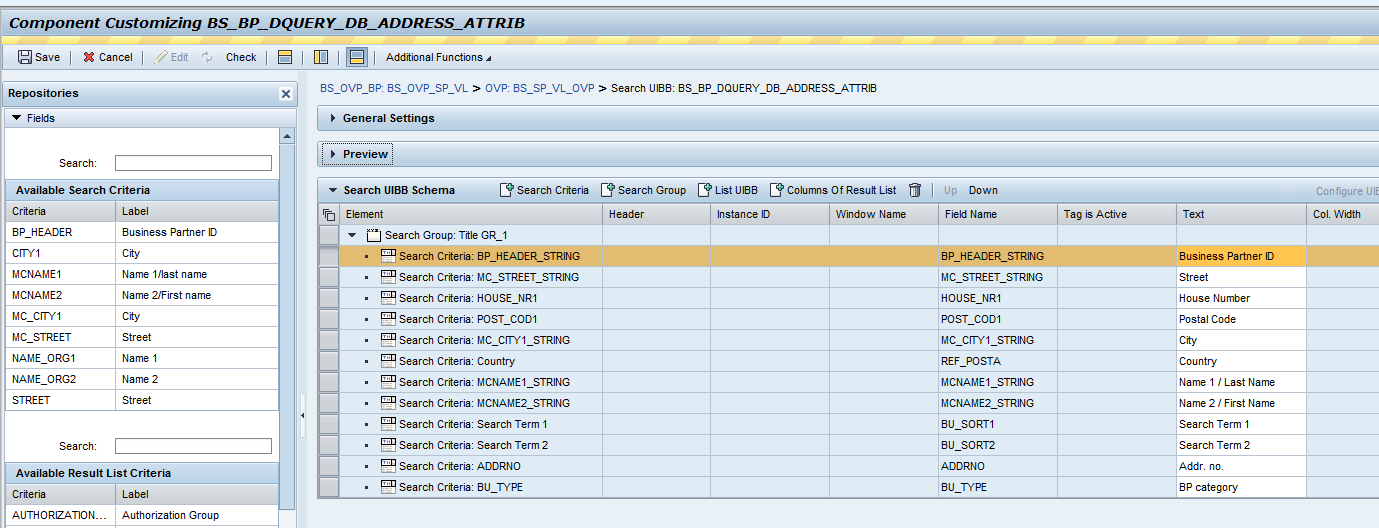 Component Customizing BS_BP_DQUERY_DB_ADDRESS_ATTRIB
Save Cancel Edit Check Additional Functions
Repositories
Fields
Search:
Available Search Criteria
Criteria Label
BP_HEADER Business Partner ID
CITY1 City
MCNAME1 Name 1/last name
MCNAME2 Name 2/First name
MC_CITY1 City
MC_STREET Street
NAME_ORG1 Name 1
NAME_ORG2 Name 2
STREET Street
Search:
Available Result List Criteria
Criteria Label
AUTHORIZATION... Authorization Group
BS_OVP_BP: BS_OVP_SP_VL > OVP: BS_SP_VL_OVP > Search UIBB: BS_BP_DQUERY_DB_ADDRESS_ATTRIB
General Settings
Preview
Search UIBB Schema Search Criteria Search Group List UIBB Columns Of Result List Up Down Configure UIB
Element Header Instance ID Window Name Field Name Tag is Active Text Col. Width
Search Group: Title GR_1
Search Criteria: BP_HEADER_STRING BP_HEADER_STRING Business Partner ID
Search Criteria: MC_STREET_STRING MC_STREET_STRING Street
Search Criteria: HOUSE_NR1 HOUSE_NR1 House Number
Search Criteria: POST_COD1 POST_COD1 Postal Code
Search Criteria: MC_CITY1_STRING MC_CITY1_STRING City
Search Criteria: Country REF_POSTA Country
Search Criteria: MCNAME1_STRING MCNAME1_STRING Name 1 / Last Name
Search Criteria: MCNAME2_STRING MCNAME2_STRING Name 2 / First Name
Search Criteria: Search Term 1 BU_SORT1 Search Term 1
Search Criteria: Search Term 2 BU_SORT2 Search Term 2
Search Criteria: ADDRNO ADDRNO Addr. no.
Search Criteria: BU_TYPE BU_TYPE BP category